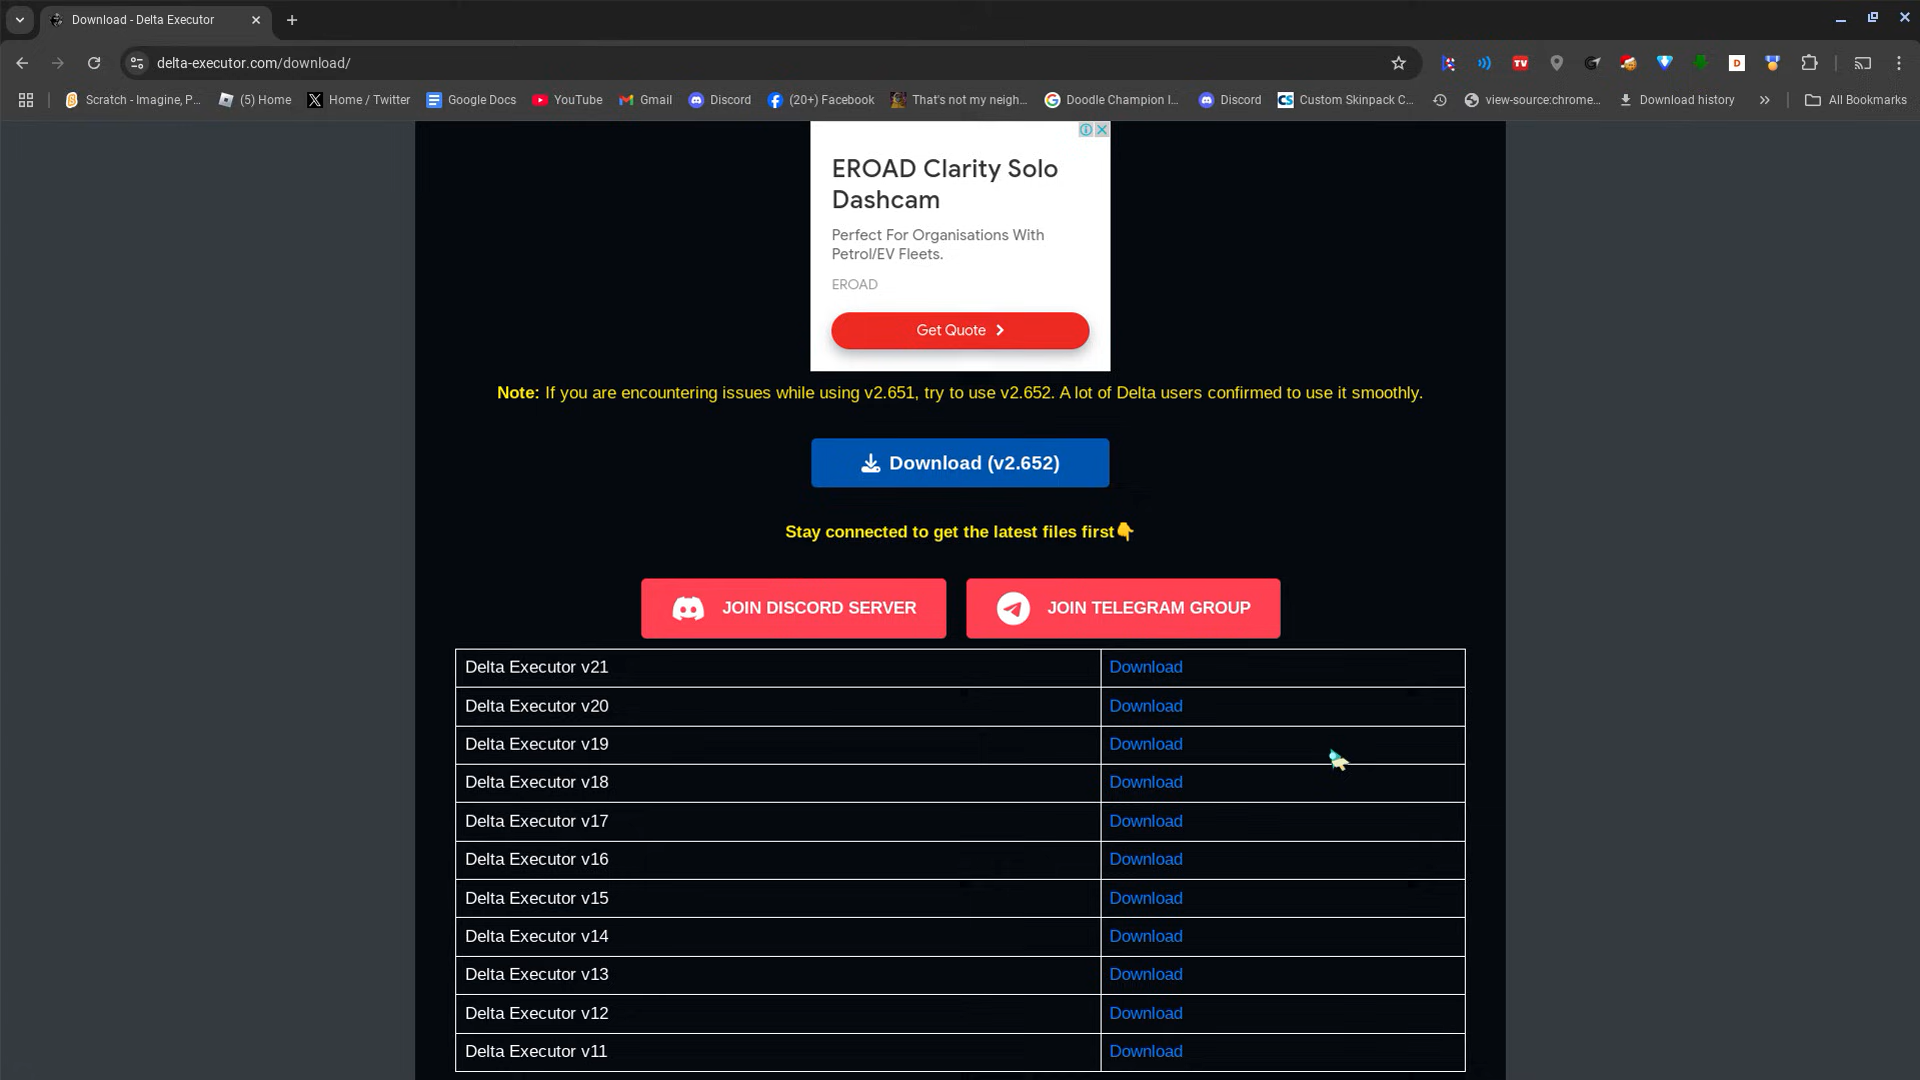 Download - Delta Executor
delta-executor.com/download/
TV
D
Scratch - Imagine, P...
(5) Home
Home / Twitter
Google Docs
YouTube
Gmail
Discord
(20+) Facebook
That's not my neigh...
Doodle Champion I...
Discord
CS
Custom Skinpack C...
view-source:chrome...
Download history
All Bookmarks
EROAD Clarity Solo
Dashcam
Perfect For Organisations With
Petrol/EV Fleets.
EROAD
Get Quote
Note: If you are encountering issues while using v2.651, try to use v2.652. A lot of Delta users confirmed to use it smoothly.
Download (v2.652)
Stay connected to get the latest files first👇
JOIN DISCORD SERVER
JOIN TELEGRAM GROUP
Delta Executor v21 Download
Delta Executor v20 Download
Delta Executor v19 Download
Delta Executor v18 Download
Delta Executor v17 Download
Delta Executor v16 Download
Delta Executor v15 Download
Delta Executor v14 Download
Delta Executor v13 Download
Delta Executor v12 Download
Delta Executor v11 Download